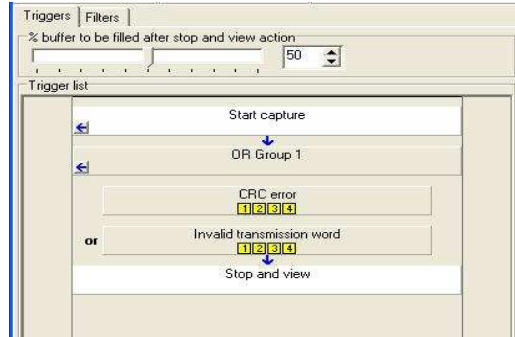 Triggers Filters
% buffer to be filled after stop and view action
50
Trigger list
Start capture
OR Group 1
CRC error
1 2 3 4
or Invalid transmission word
1 2 3 4
Stop and view